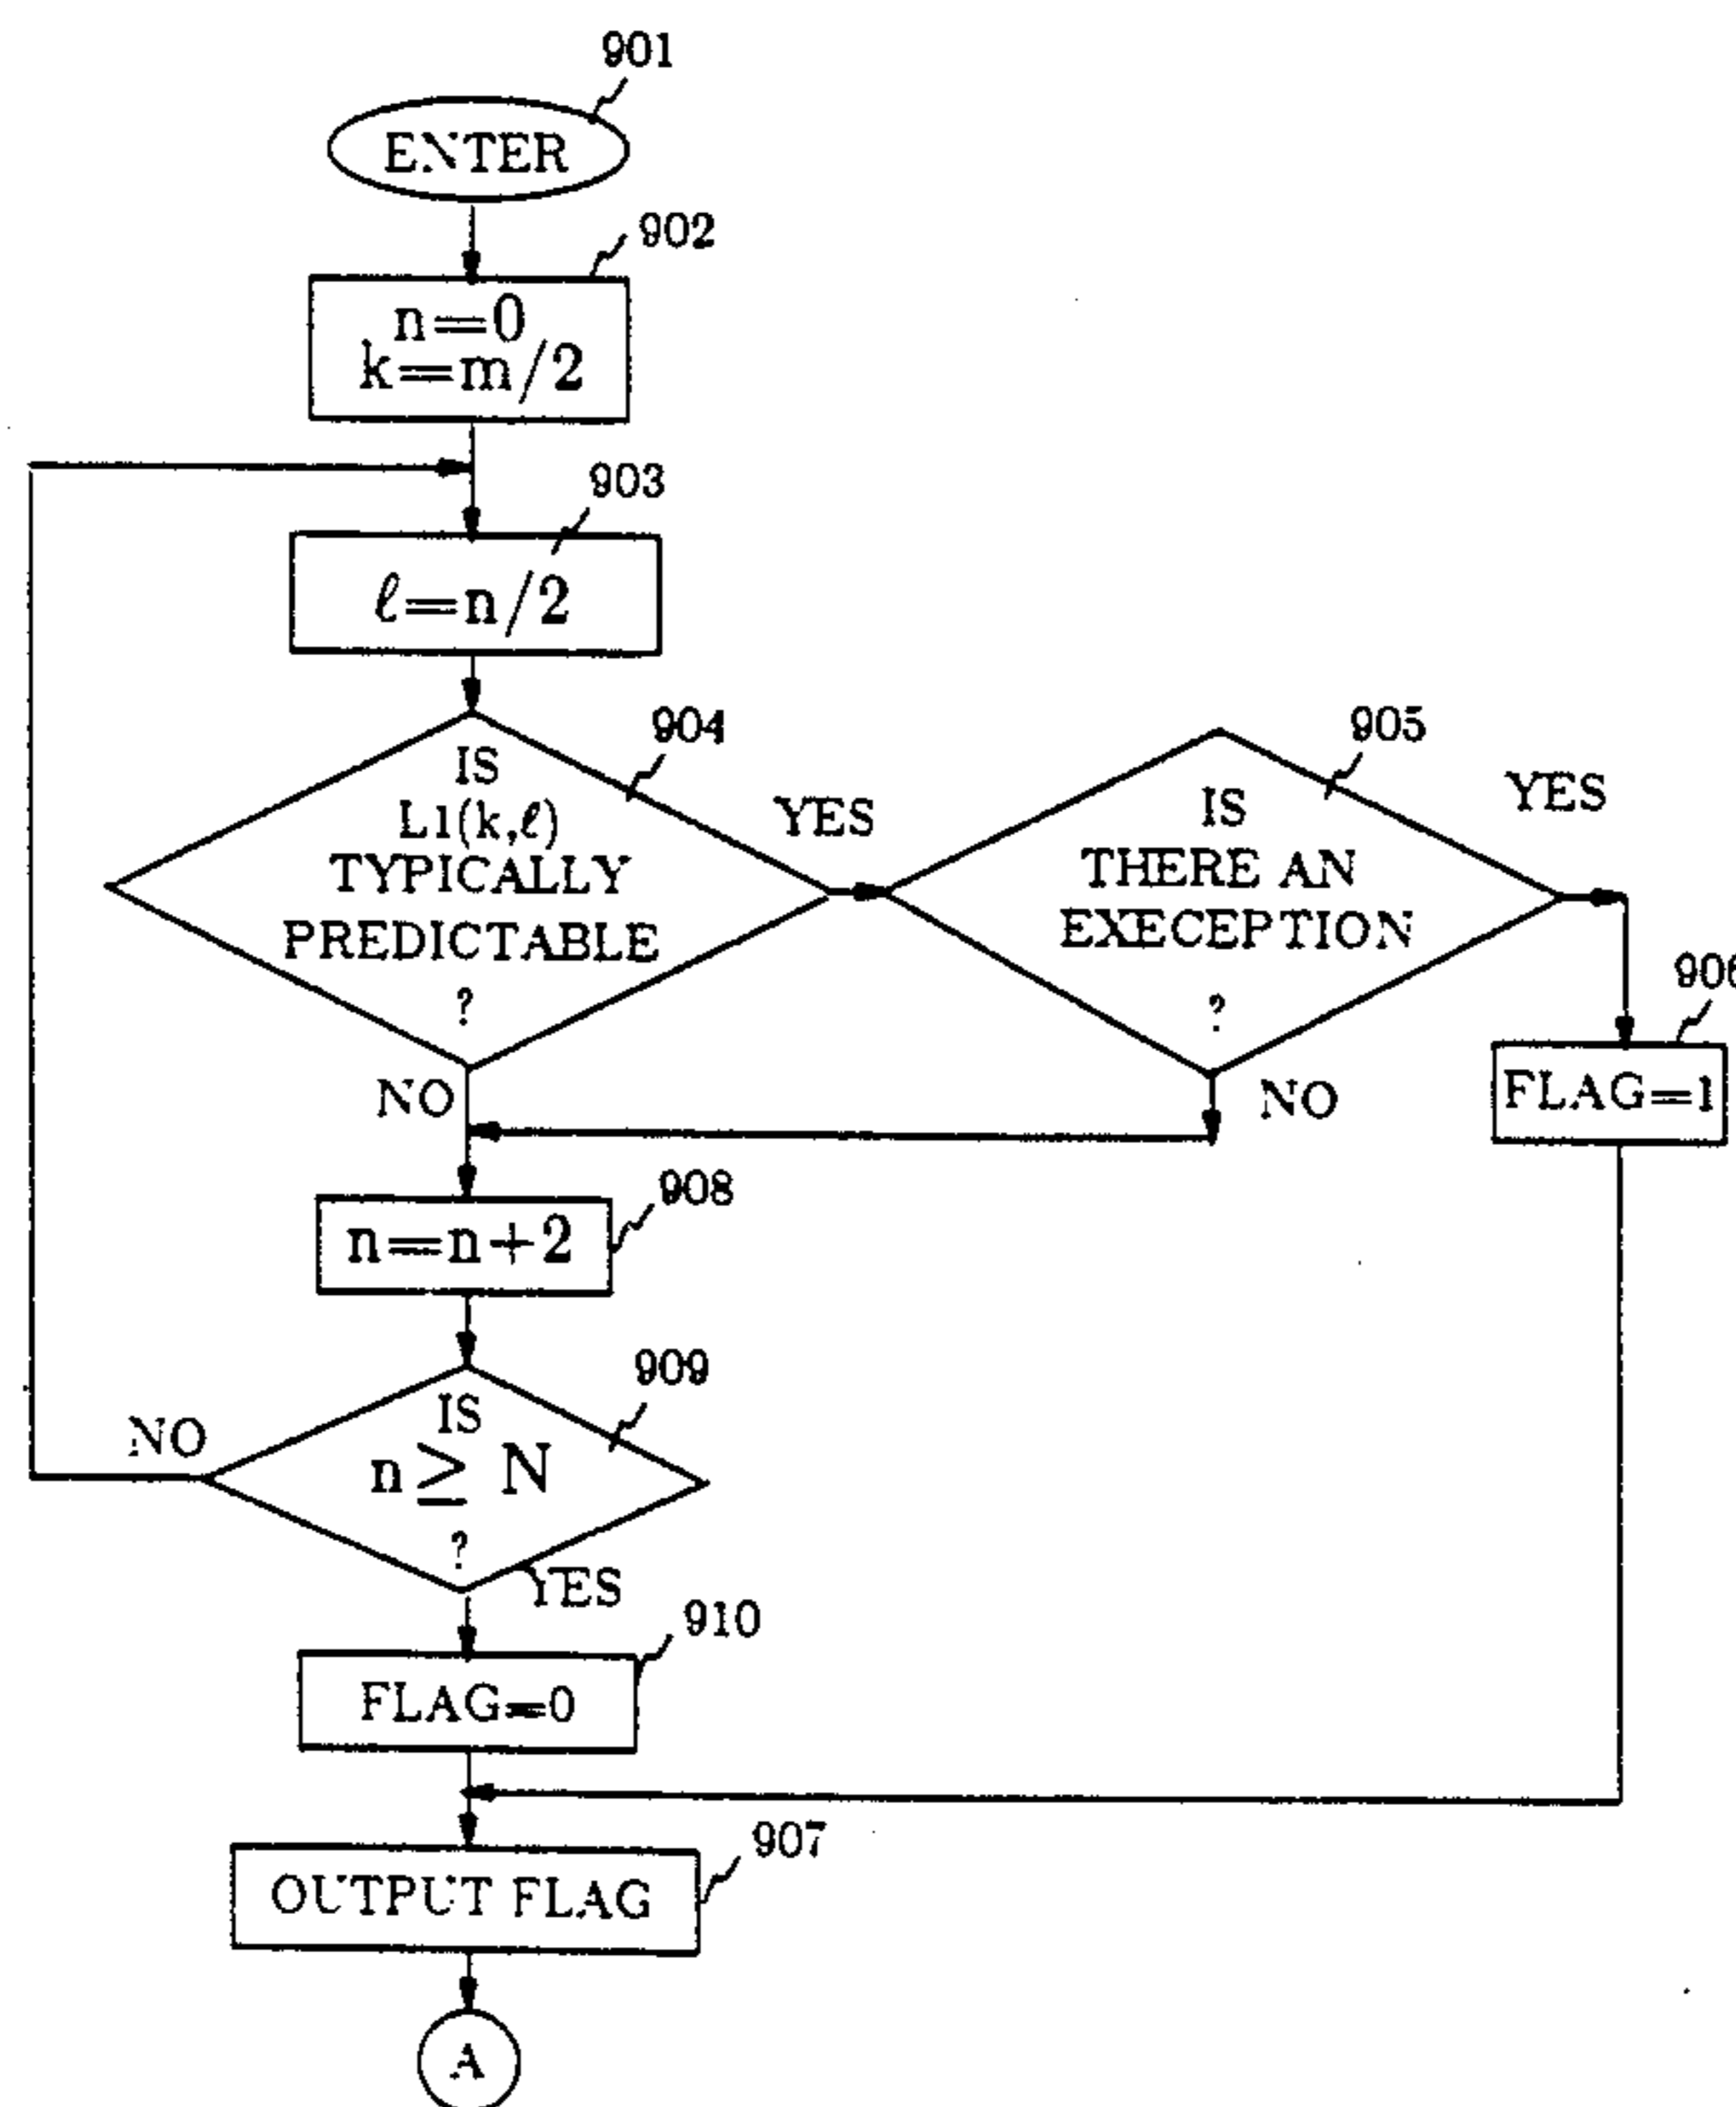 901
ENTER
902
n=0
k=m/2
903
ℓ=n/2
904
IS
L1(k,ℓ)
TYPICALLY
PREDICTABLE
?
YES
NO
905
IS
THERE AN
EXECEPTION
?
YES
NO
906
FLAG=1
908
n=n+2
909
IS
n≥N
?
NO
YES
910
FLAG=0
907
OUTPUT FLAG
A